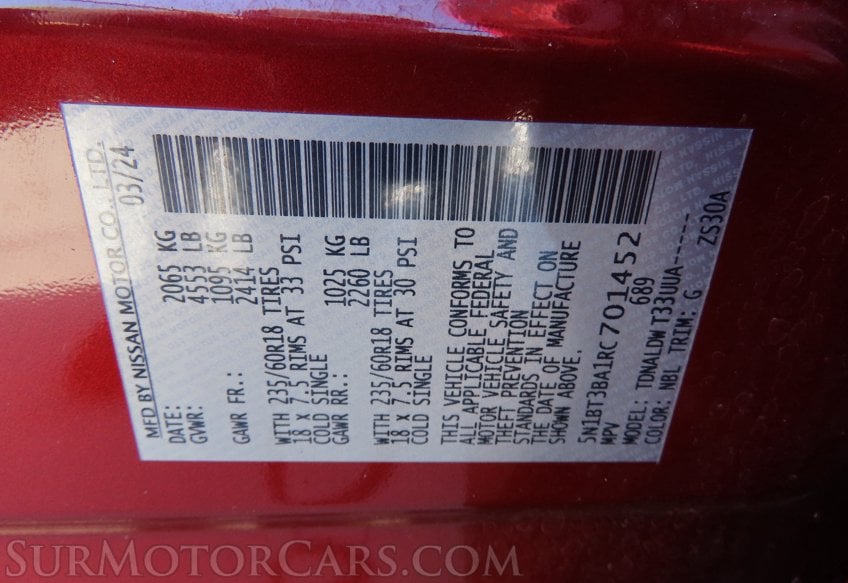 MFD BY NISSAN MOTOR CO., LTD.
DATE: 03/24
GVWR: 2065 KG
4553 LB
GAWR FR.: 1095 KG
2414 LB
WITH 235/60R18 TIRES
18 X 7.5 RIMS AT 33 PSI
COLD SINGLE
GAWR RR.: 1025 KG
2260 LB
WITH 235/60R18 TIRES
18 X 7.5 RIMS AT 30 PSI
COLD SINGLE
THIS VEHICLE CONFORMS TO
ALL APPLICABLE FEDERAL
MOTOR VEHICLE SAFETY AND
THEFT PREVENTION
STANDARDS IN EFFECT ON
THE DATE OF MANUFACTURE
SHOWN ABOVE.
5N1BT3BA1RC701452
MPV 689
MODEL: TDNALDW T33UUA-----
COLOR: NBL TRIM: G ZS30A
SURMOTORCARS.COM